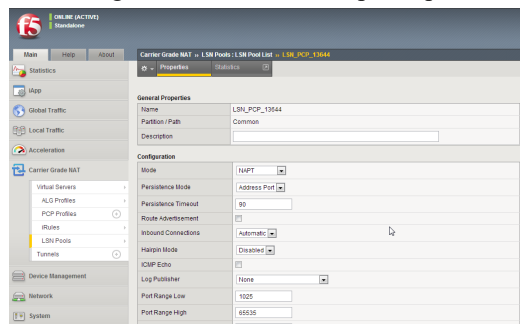 f5
ONLINE (ACTIVE)
Standalone
Main
Help
About
Carrier Grade NAT » LSN Pools : LSN Pool List » LSN_PCP_13644
Properties
Statistics
Statistics
iApp
Global Traffic
Local Traffic
Acceleration
Carrier Grade NAT
Virtual Servers
ALG Profiles
PCP Profiles
iRules
LSN Pools
Tunnels
Device Management
Network
System
General Properties
Name LSN_PCP_13644
Partition / Path Common
Description
Configuration
Mode NAPT
Persistence Mode Address Port
Persistence Timeout 90
Route Advertisement
Inbound Connections Automatic
Hairpin Mode Disabled
ICMP Echo
Log Publisher None
Port Range Low 1025
Port Range High 65535